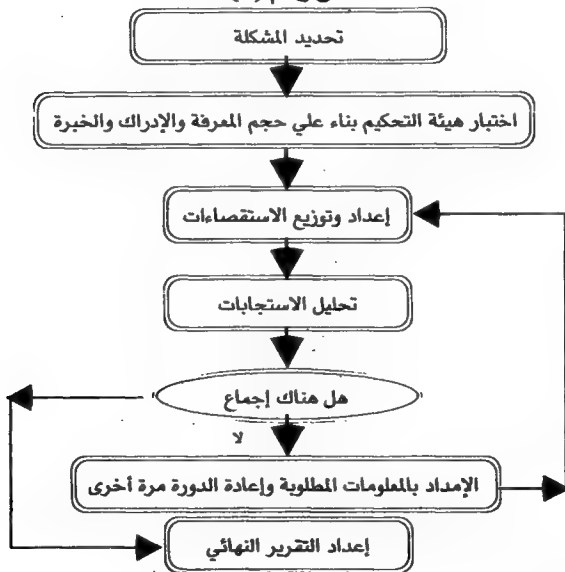 تحديد المشكلة
اختبار هيئة التحكيم بناء علي حجم المعرفة والإدراك والخبرة
إعداد وتوزيع الاستقصاءات
تحليل الاستجابات
هل هناك إجماع
لا
الإمداد بالمعلومات المطلوبة وإعادة الدورة مرة أخرى
إعداد التقرير النهائي